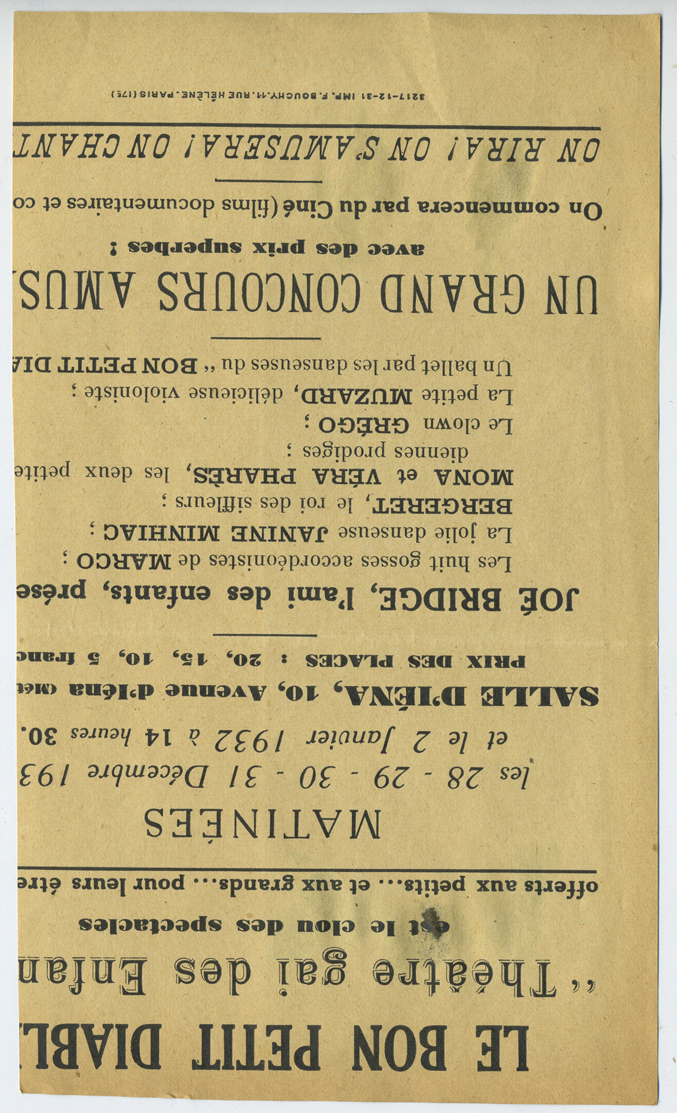 LE BON PETIT DIABL
“ Théâtre gai des Enfan
est le clou des spectacles
offerts aux petits... et aux grands... pour leurs étre
MATINÉES
les 28 - 29 - 30 - 31 Décembre 193
et le 2 Janvier 1932 à 14 heures 30.
SALLE D'IÉNA, 10, Avenue d'Iéna (Mét
PRIX DES PLACES : 20, 15, 10, 5 franc
JOÉ BRIDGE, l'ami des enfants, prése
Les huit gosses accordéonistes de MARCO ;
La jolie danseuse JANINE MINHIAC ;
BERGERET, le roi des siffleurs ;
MONA et VÉRA PHARÈS, les deux petite
diennes prodiges ;
Le clown GRÉGO ;
La petite MUZARD, délicieuse violoniste ;
Un ballet par les danseuses du “ BON PETIT DIA
UN GRAND CONCOURS AMUS
avec des prix superbes !
On commencera par du Ciné (films documentaires et co
ON RIRA ! ON S'AMUSERA ! ON CHANT
3217-12-31 IMP. F. BOUCHY. 11. RUE HÉLÈNE. PARIS (17E)